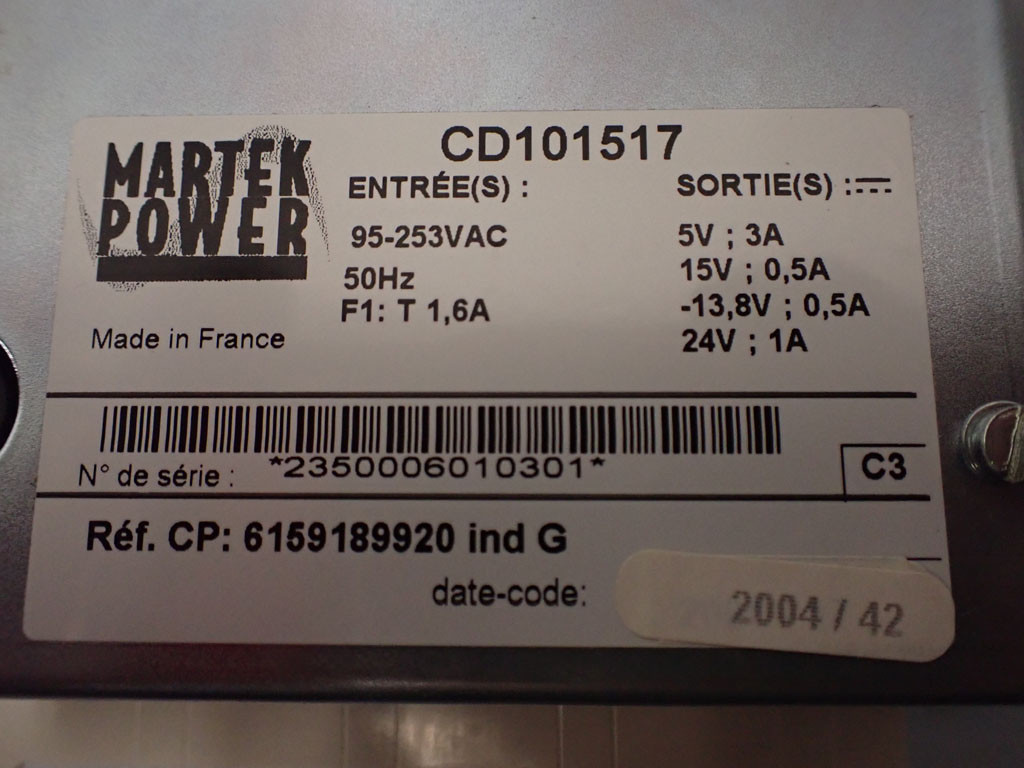 MARTEK
POWER
Made in France
CD101517
ENTRÉE(S) :
95-253VAC
50Hz
F1: T 1,6A
SORTIE(S) :
5V ; 3A
15V ; 0,5A
-13,8V ; 0,5A
24V ; 1A
N° de série : *2350006010301*
C3
Réf. CP: 6159189920 ind G
date-code: 2004 / 42